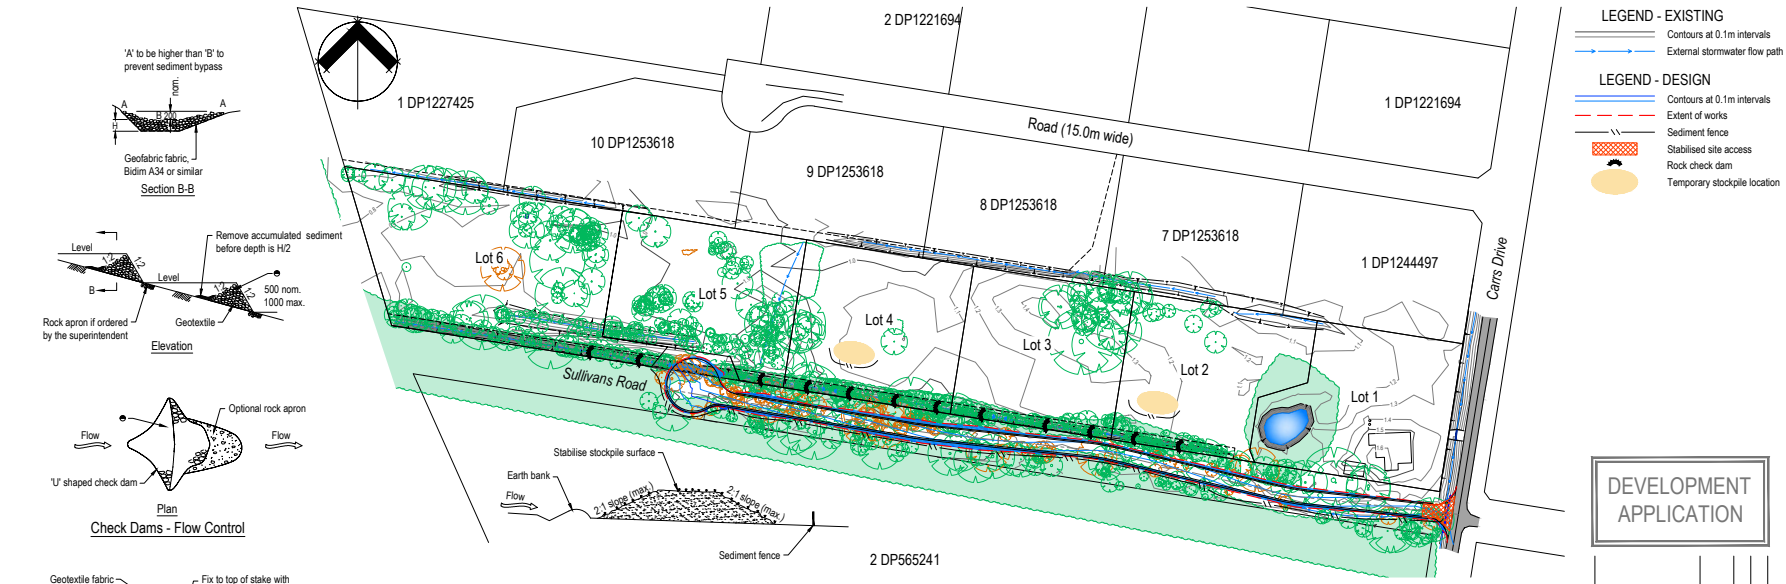 'A' to be higher than 'B' to
prevent sediment bypass
A
A
B 200
H
Geofabric fabric,
Bidim A34 or similar
Section B-B
Level
Remove accumulated sediment
before depth is H/2
1:2
Level
B
500 nom.
1000 max.
Rock apron if ordered
by the superintendent
Geotextile
Elevation
Optional rock apron
Flow
Flow
'U' shaped check dam
Plan
Check Dams - Flow Control
Geotextile fabric
Fix to top of stake with
2 DP1221694
1 DP1227425
1 DP1221694
Road (15.0m wide)
10 DP1253618
9 DP1253618
8 DP1253618
7 DP1253618
1 DP1244497
Carrs Drive
Lot 6
Lot 5
Lot 4
Lot 3
Lot 2
Lot 1
Sullivans Road
Stabilise stockpile surface
Earth bank
Flow
2:1 slope (max.)
2:1 slope (max.)
Sediment fence
2 DP565241
LEGEND - EXISTING
Contours at 0.1m intervals
External stormwater flow path
LEGEND - DESIGN
Contours at 0.1m intervals
Extent of works
Sediment fence
Stabilised site access
Rock check dam
Temporary stockpile location
DEVELOPMENT
APPLICATION